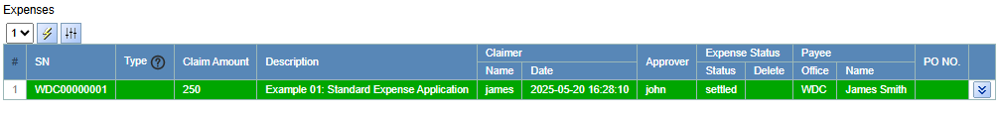 Expenses
1
# SN Type ? Claim Amount Description Claimer Approver Expense Status Payee PO NO.
Name Date Status Delete Office Name
1 WDC00000001 250 Example 01: Standard Expense Application james 2025-05-20 16:28:10 john settled WDC James Smith